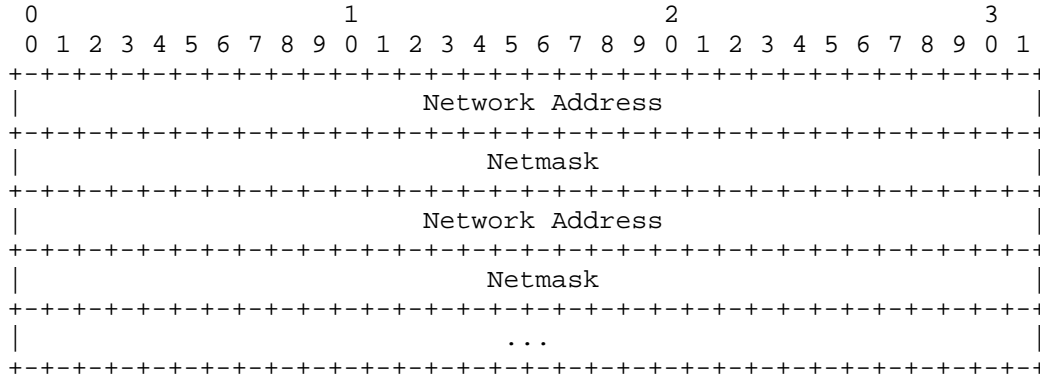 0                   1                   2                   3
 0 1 2 3 4 5 6 7 8 9 0 1 2 3 4 5 6 7 8 9 0 1 2 3 4 5 6 7 8 9 0 1
+-+-+-+-+-+-+-+-+-+-+-+-+-+-+-+-+-+-+-+-+-+-+-+-+-+-+-+-+-+-+-+-+
|                         Network Address                       |
+-+-+-+-+-+-+-+-+-+-+-+-+-+-+-+-+-+-+-+-+-+-+-+-+-+-+-+-+-+-+-+-+
|                             Netmask                           |
+-+-+-+-+-+-+-+-+-+-+-+-+-+-+-+-+-+-+-+-+-+-+-+-+-+-+-+-+-+-+-+-+
|                         Network Address                       |
+-+-+-+-+-+-+-+-+-+-+-+-+-+-+-+-+-+-+-+-+-+-+-+-+-+-+-+-+-+-+-+-+
|                             Netmask                           |
+-+-+-+-+-+-+-+-+-+-+-+-+-+-+-+-+-+-+-+-+-+-+-+-+-+-+-+-+-+-+-+-+
|                              ...                              |
+-+-+-+-+-+-+-+-+-+-+-+-+-+-+-+-+-+-+-+-+-+-+-+-+-+-+-+-+-+-+-+-+